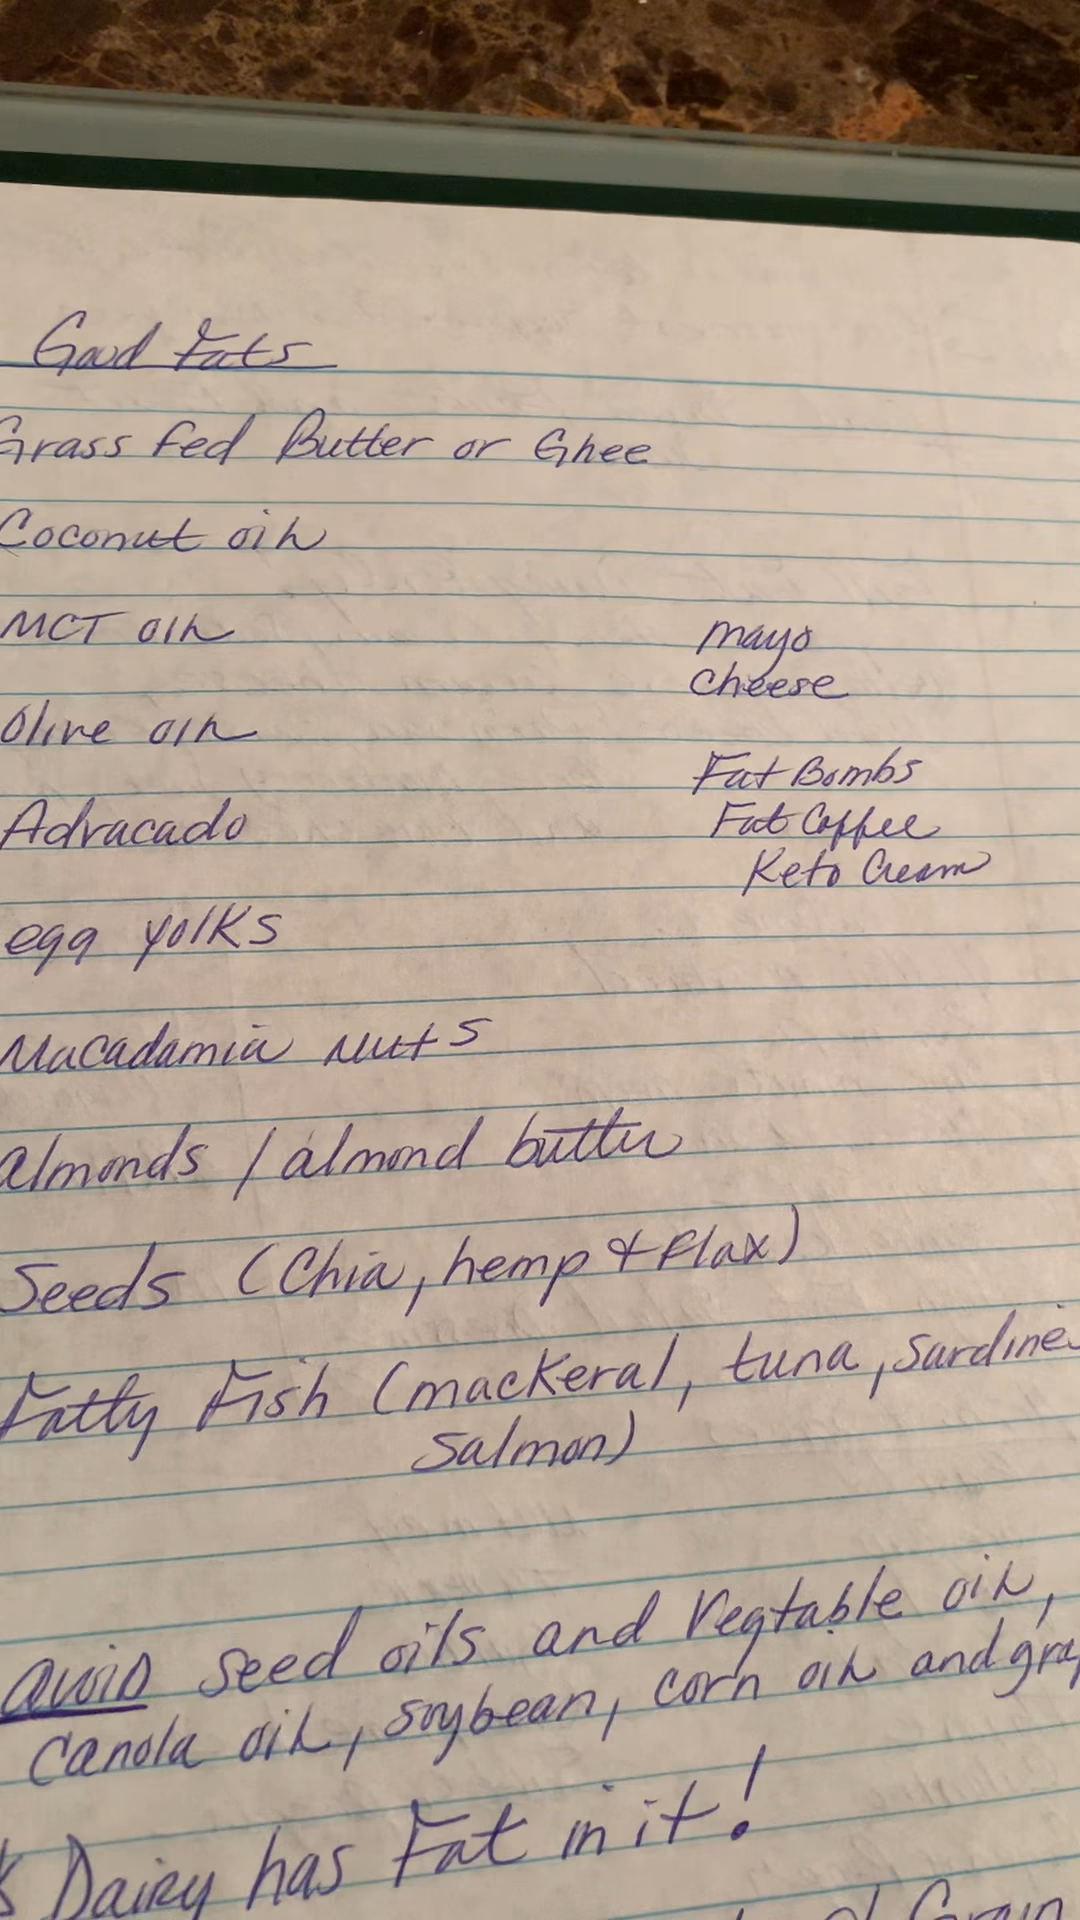 Good Fats
Grass Fed Butter or Ghee
Coconut oil
MCT oil
Olive oil
Advacado
egg yolks
Macadamia Nuts
almonds / almond butter
Seeds (Chia, hemp & Flax)
Fatty Fish (mackeral, tuna, sardines
Salmon)
mayo
cheese
Fat Bombs
Fat Coffee
Keto Cream
avoid seed oils and Vegtable oil,
canola oil, soybean, corn oil and
Dairy has Fat in it!
Grain